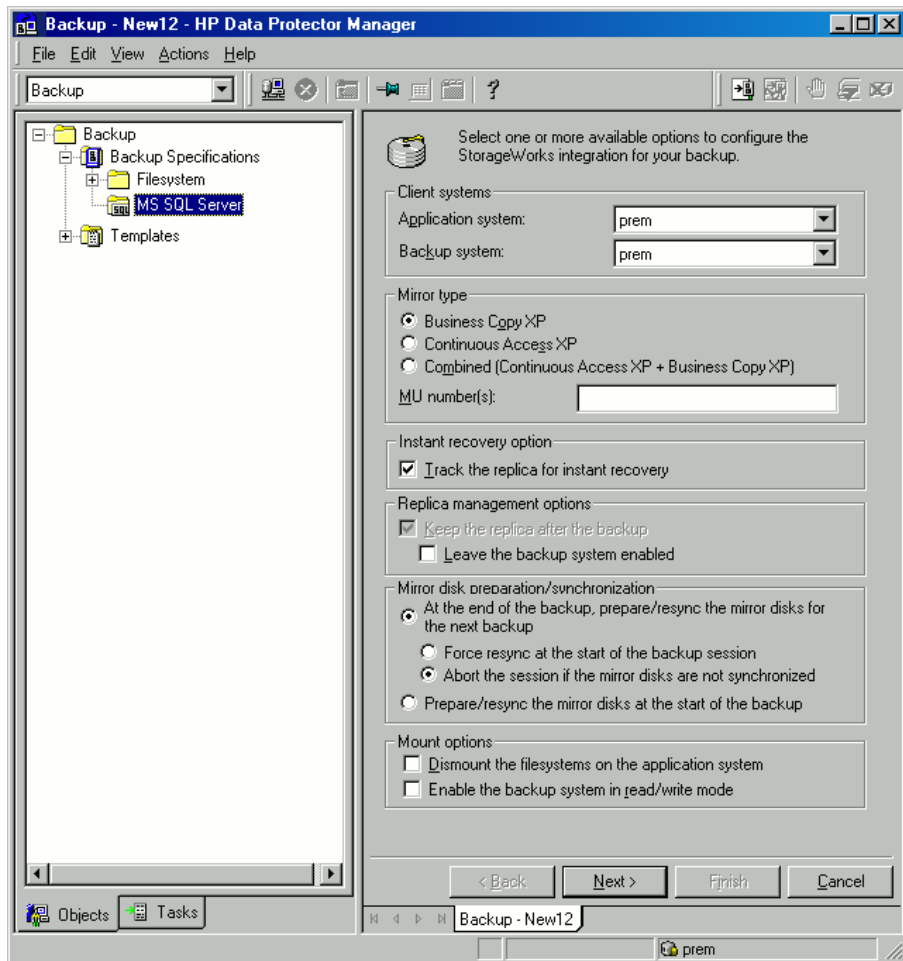 Backup - New12 - HP Data Protector Manager
File Edit View Actions Help
Backup
?
Backup
Backup Specifications
Filesystem
SQL MS SQL Server
Templates
Objects
Tasks
Select one or more available options to configure the
StorageWorks integration for your backup.
Client systems
Application system: prem
Backup system: prem
Mirror type
Business Copy XP
Continuous Access XP
Combined (Continuous Access XP + Business Copy XP)
MU number(s):
Instant recovery option
Track the replica for instant recovery
Replica management options
Keep the replica after the backup
Leave the backup system enabled
Mirror disk preparation/synchronization
At the end of the backup, prepare/resync the mirror disks for
the next backup
Force resync at the start of the backup session
Abort the session if the mirror disks are not synchronized
Prepare/resync the mirror disks at the start of the backup
Mount options
Dismount the filesystems on the application system
Enable the backup system in read/write mode
< Back Next > Finish Cancel
Backup - New12
prem